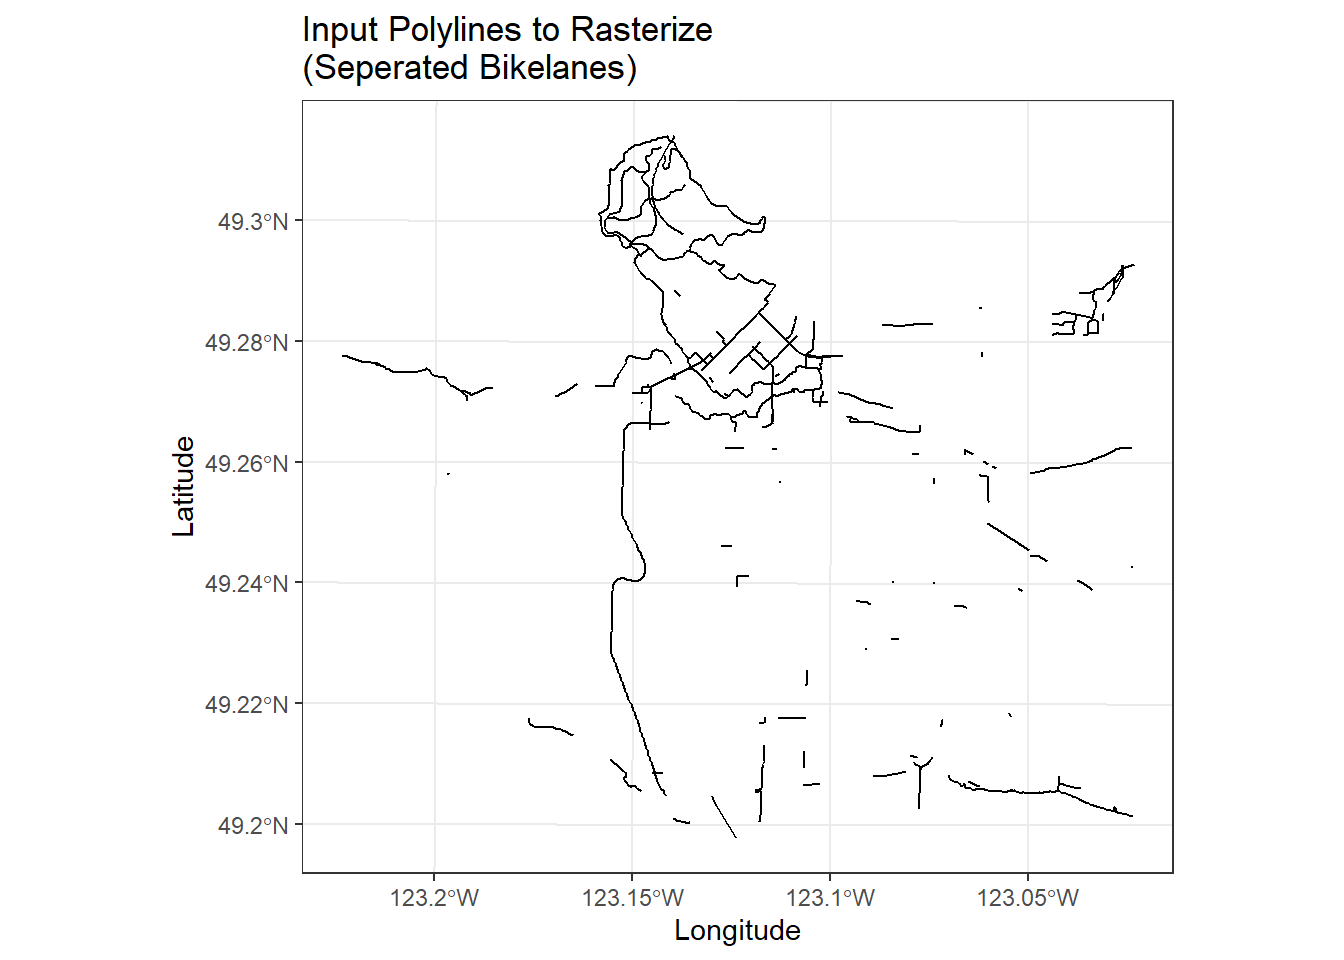 Input Polylines to Rasterize
(Seperated Bikelanes)
49.3°N
49.28°N
49.26°N
49.24°N
49.22°N
49.2°N
Latitude
123.2°W
123.15°W
123.1°W
123.05°W
Longitude